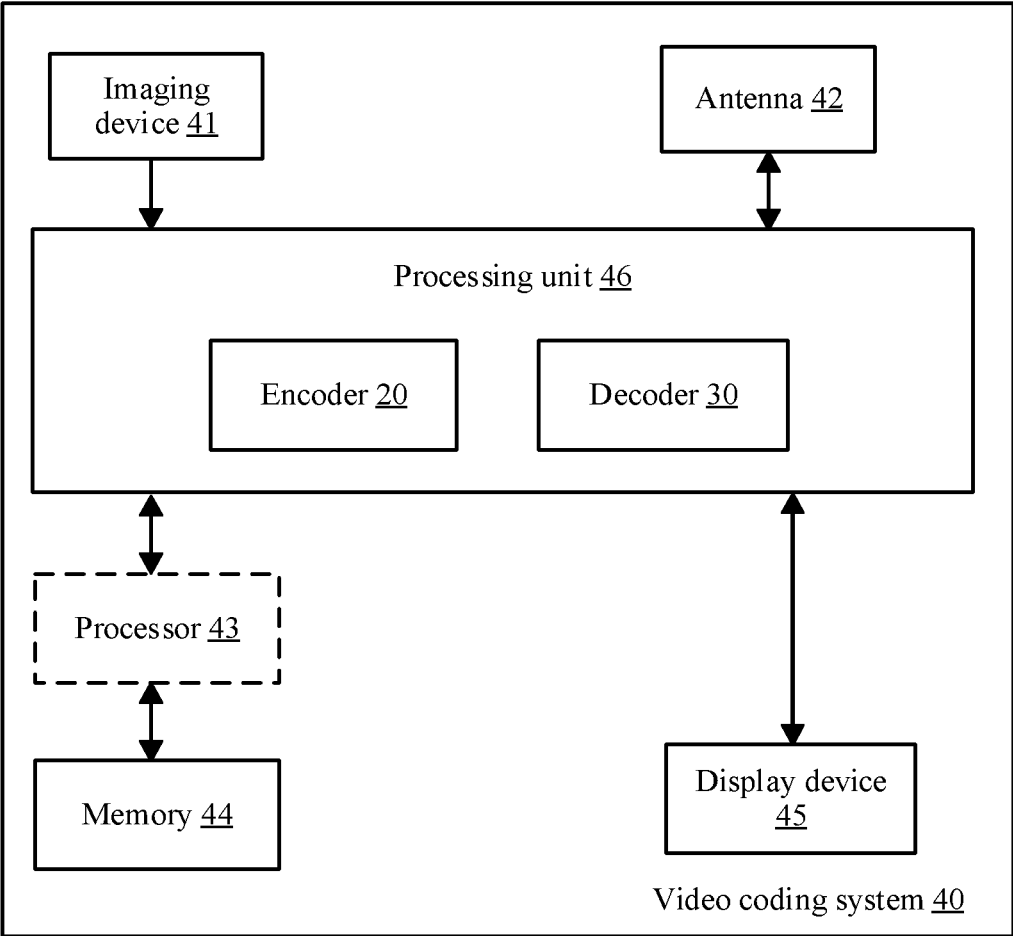 Imaging
device 41
Antenna 42
Processing unit 46
Encoder 20
Decoder 30
Processor 43
Memory 44
Display device
45
Video coding system 40